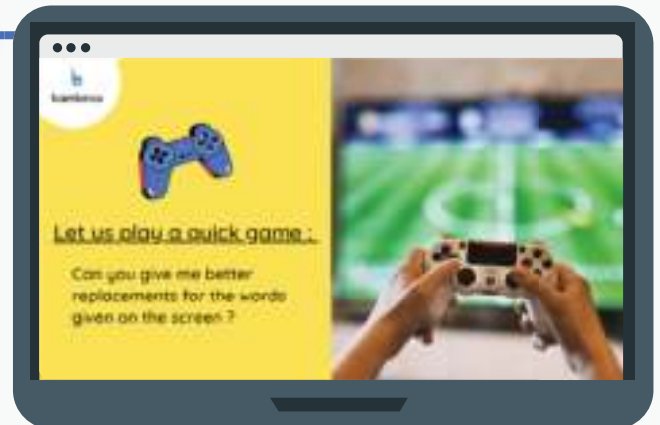 Let us play a quick game :
Can you give me better
replacements for the words
given on the screen ?